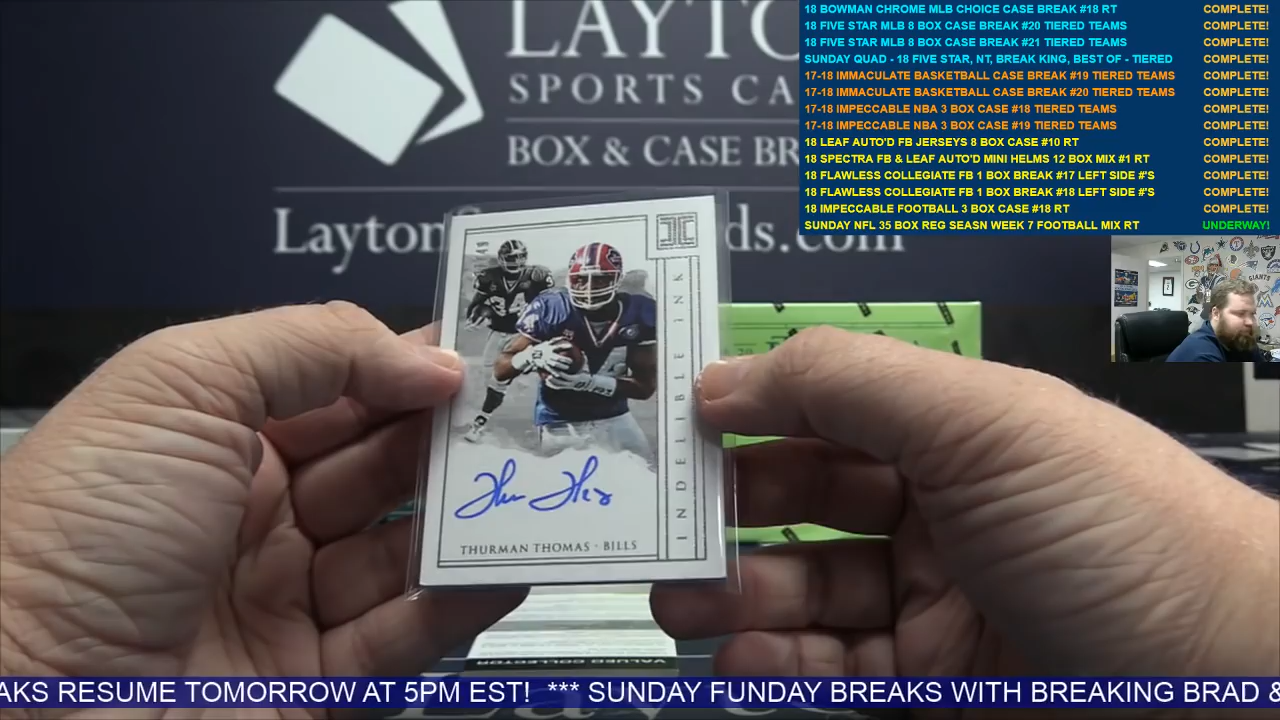 LAYTO
SPORTS CA
BOX & CASE BR
Layton
ds.com
18 BOWMAN CHROME MLB CHOICE CASE BREAK #18 RT COMPLETE!
18 FIVE STAR MLB 8 BOX CASE BREAK #20 TIERED TEAMS COMPLETE!
18 FIVE STAR MLB 8 BOX CASE BREAK #21 TIERED TEAMS COMPLETE!
SUNDAY QUAD - 18 FIVE STAR, NT, BREAK KING, BEST OF - TIERED COMPLETE!
17-18 IMMACULATE BASKETBALL CASE BREAK #19 TIERED TEAMS COMPLETE!
17-18 IMMACULATE BASKETBALL CASE BREAK #20 TIERED TEAMS COMPLETE!
17-18 IMPECCABLE NBA 3 BOX CASE #18 TIERED TEAMS COMPLETE!
17-18 IMPECCABLE NBA 3 BOX CASE #19 TIERED TEAMS COMPLETE!
18 LEAF AUTO'D FB JERSEYS 8 BOX CASE #10 RT COMPLETE!
18 SPECTRA FB & LEAF AUTO'D MINI HELMS 12 BOX MIX #1 RT COMPLETE!
18 FLAWLESS COLLEGIATE FB 1 BOX BREAK #17 LEFT SIDE #'S COMPLETE!
18 FLAWLESS COLLEGIATE FB 1 BOX BREAK #18 LEFT SIDE #'S COMPLETE!
18 IMPECCABLE FOOTBALL 3 BOX CASE #18 RT COMPLETE!
SUNDAY NFL 35 BOX REG SEASN WEEK 7 FOOTBALL MIX RT UNDERWAY!
GIANTS
34
INDELIBLE INK
THURMAN THOMAS · BILLS
VALUED COLLECTOR
AKS RESUME TOMORROW AT 5PM EST! *** SUNDAY FUNDAY BREAKS WITH BREAKING BRAD &